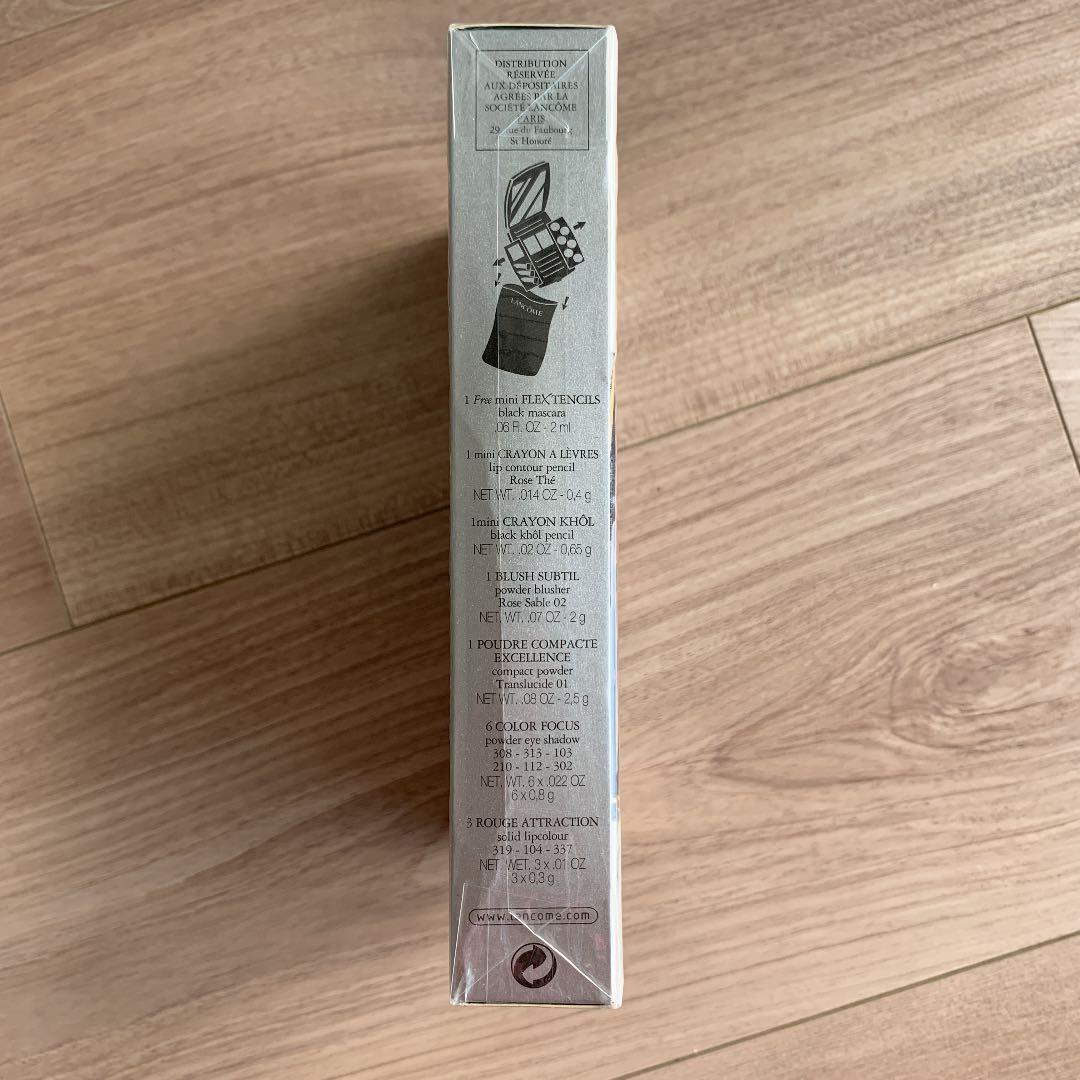 DISTRIBUTION
RÉSERVÉE
AUX DÉPOSITAIRES
AGRÉES PAR LA
SOCIÉTÉ LANCÔME
PARIS
29, rue du Faubourg
St Honoré
LANCÔME
1 Free mini FLEXTENCILS
black mascara
.06 Fl. OZ - 2 ml
1 mini CRAYON A LÈVRES
lip contour pencil
Rose Thé
NET WT. .014 OZ - 0,4 g
1mini CRAYON KHÔL
black khôl pencil
NET WT. .02 OZ - 0,65 g
1 BLUSH SUBTIL
powder blusher
Rose Sable 02
NET. WT. .07 OZ - 2 g
1 POUDRE COMPACTE
EXCELLENCE
compact powder
Translucide 01
NET WT. .08 OZ - 2,5 g
6 COLOR FOCUS
powder eye shadow
308 - 313 - 103
210 - 112 - 302
NET. WT. 6 x .022 OZ
6 x 0,8 g
3 ROUGE ATTRACTION
solid lipcolour
319 - 104 - 337
NET. WET. 3 x .01 OZ
3 x 0,3 g
www.lancome.com